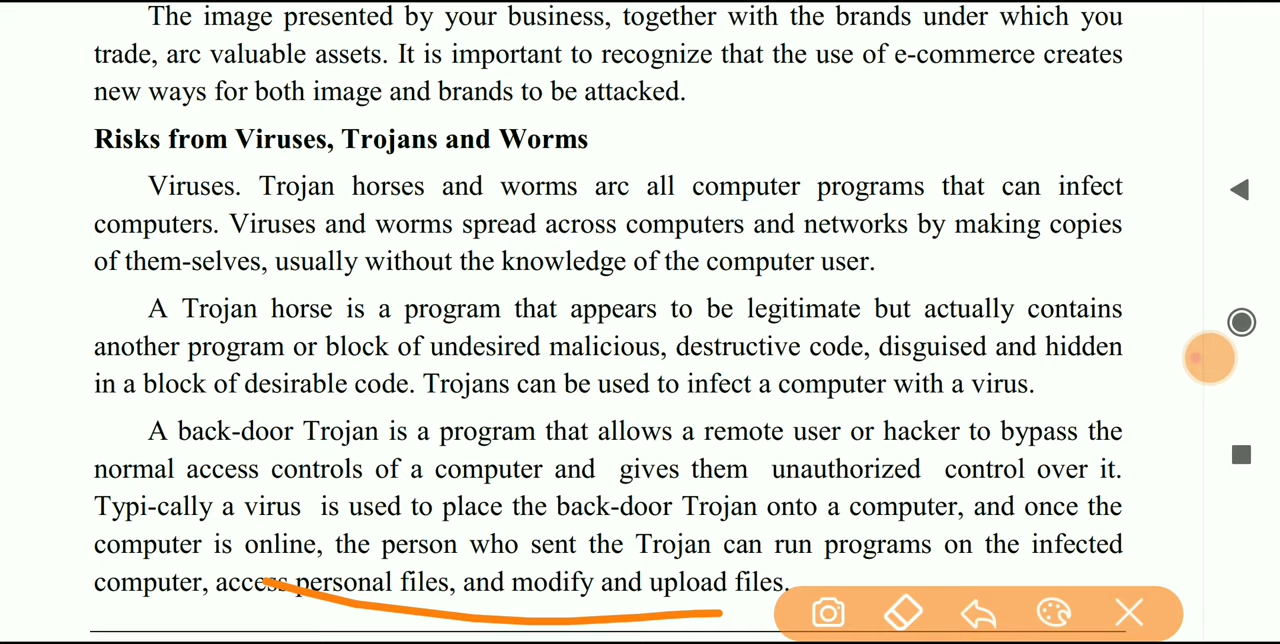 The image presented by your business, together with the brands under which you
trade, arc valuable assets. It is important to recognize that the use of e-commerce creates
new ways for both image and brands to be attacked.
Risks from Viruses, Trojans and Worms
Viruses. Trojan horses and worms arc all computer programs that can infect
computers. Viruses and worms spread across computers and networks by making copies
of them-selves, usually without the knowledge of the computer user.
A Trojan horse is a program that appears to be legitimate but actually contains
another program or block of undesired malicious, destructive code, disguised and hidden
in a block of desirable code. Trojans can be used to infect a computer with a virus.
A back-door Trojan is a program that allows a remote user or hacker to bypass the
normal access controls of a computer and gives them unauthorized control over it.
Typi-cally a virus is used to place the back-door Trojan onto a computer, and once the
computer is online, the person who sent the Trojan can run programs on the infected
computer, access personal files, and modify and upload files.